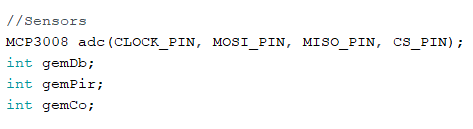 //Sensors
MCP3008 adc(CLOCK_PIN, MOSI_PIN, MISO_PIN, CS_PIN);
int gemDb;
int gemPir;
int gemCo;